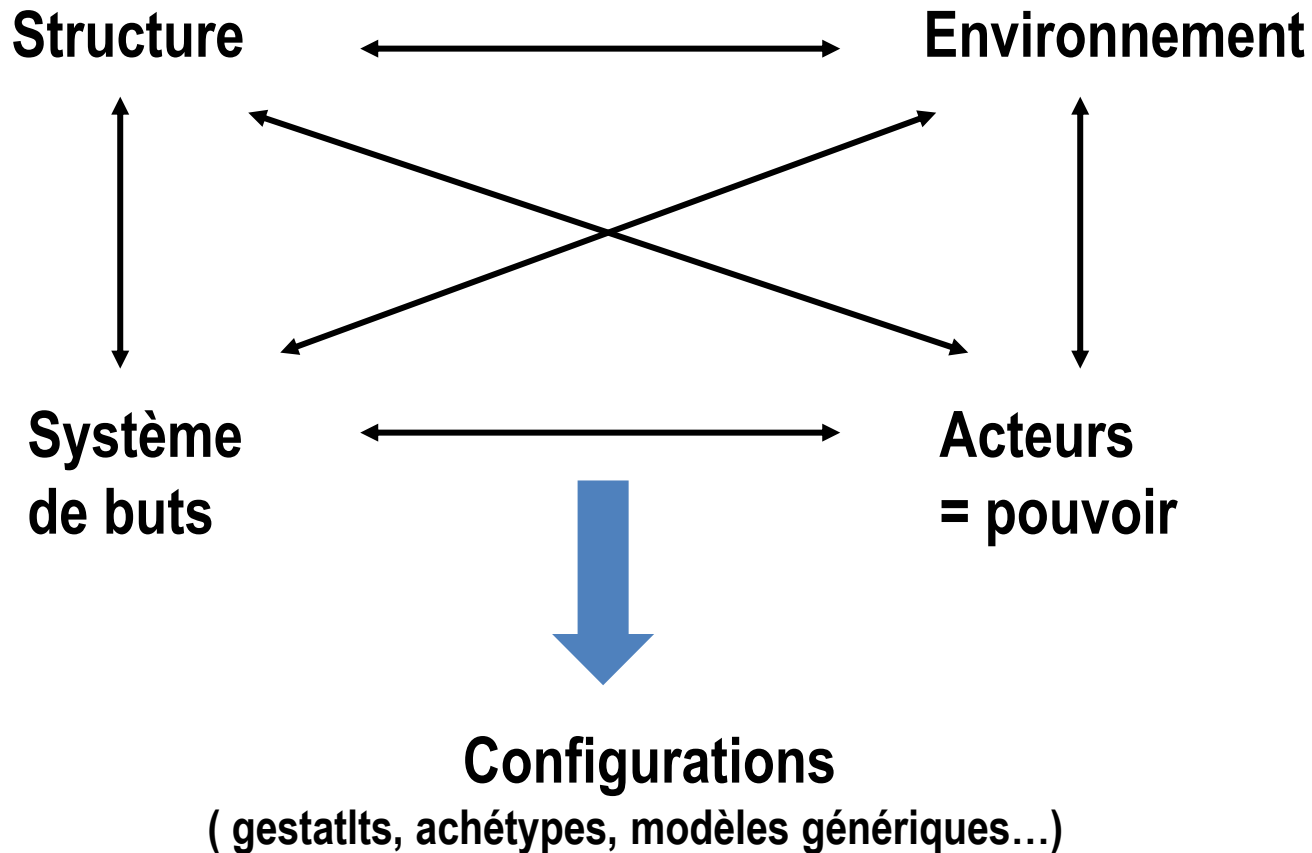 Structure
Environnement
Système
de buts
Acteurs
= pouvoir
Configurations
( gestatlts, achétypes, modèles génériques…)